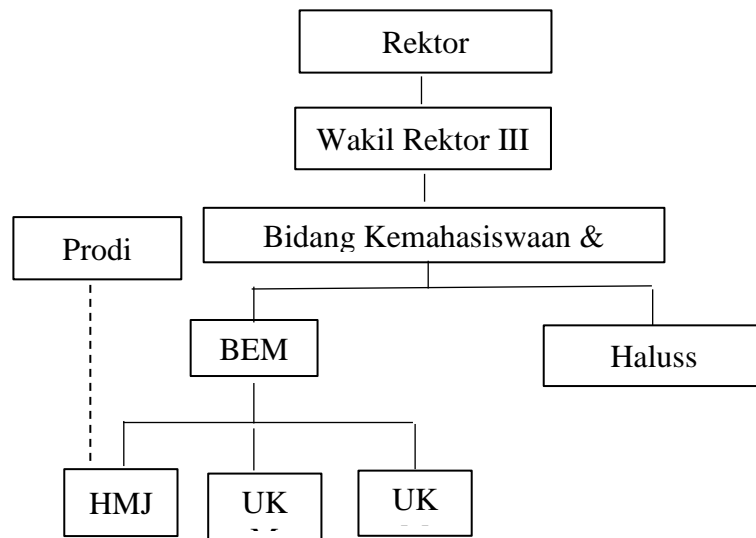 Rektor
Wakil Rektor III
Bidang Kemahasiswaan &
Prodi
BEM
Haluss
HMJ
UK
UK